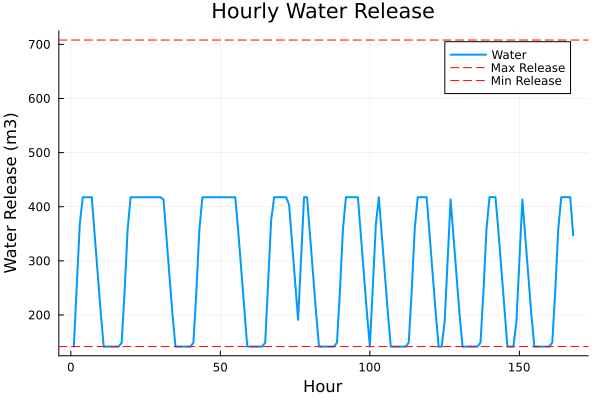 Hourly Water Release
Water Release (m3)
700
600
500
400
300
200
Water
Max Release
Min Release
0
50
100
150
Hour